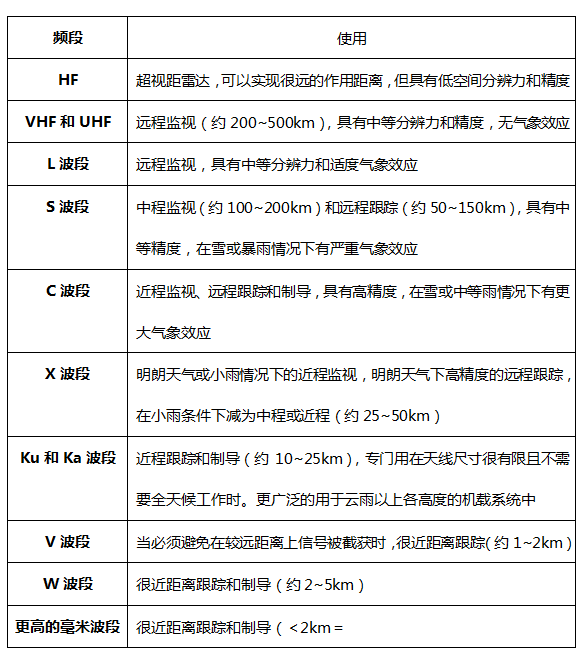 频段 使用
HF 超视距雷达，可以实现很远的作用距离，但具有低空间分辨力和精度
VHF 和 UHF 远程监视（约 200~500km），具有中等分辨力和精度，无气象效应
L 波段 远程监视，具有中等分辨力和适度气象效应
S 波段 中程监视（约 100~200km）和远程跟踪（约 50~150km），具有中
等精度，在雪或暴雨情况下有严重气象效应
C 波段 近程监视、远程跟踪和制导，具有高精度，在雪或中等雨情况下有更
大气象效应
X 波段 明朗天气或小雨情况下的近程监视，明朗天气下高精度的远程跟踪，
在小雨条件下减为中程或近程（约 25~50km）
Ku 和 Ka 波段 近程跟踪和制导（约 10~25km），专门用在天线尺寸很有限且不需
要全天候工作时。更广泛的用于云雨以上各高度的机载系统中
V 波段 当必须避免在较远距离上信号被截获时，很近距离跟踪（约 1~2km）
W 波段 很近距离跟踪和制导（约 2~5km）
更高的毫米波段 很近距离跟踪和制导（＜2km＝